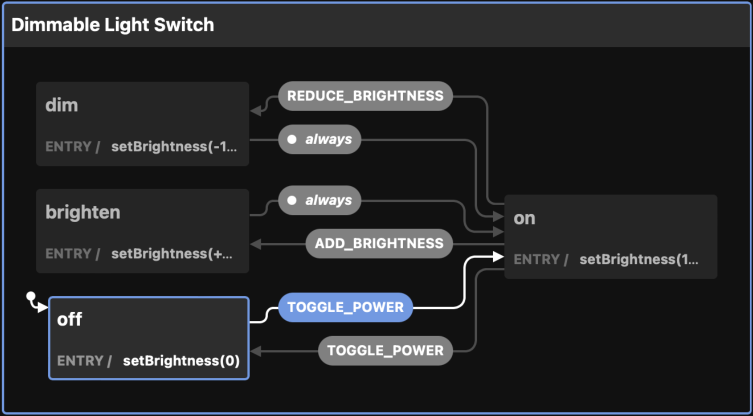 Dimmable Light Switch
dim
ENTRY / setBrightness(-1...
REDUCE_BRIGHTNESS
always
brighten
ENTRY / setBrightness(+...
always
ADD_BRIGHTNESS
on
ENTRY / setBrightness(1...
off
ENTRY / setBrightness(0)
TOGGLE_POWER
TOGGLE_POWER